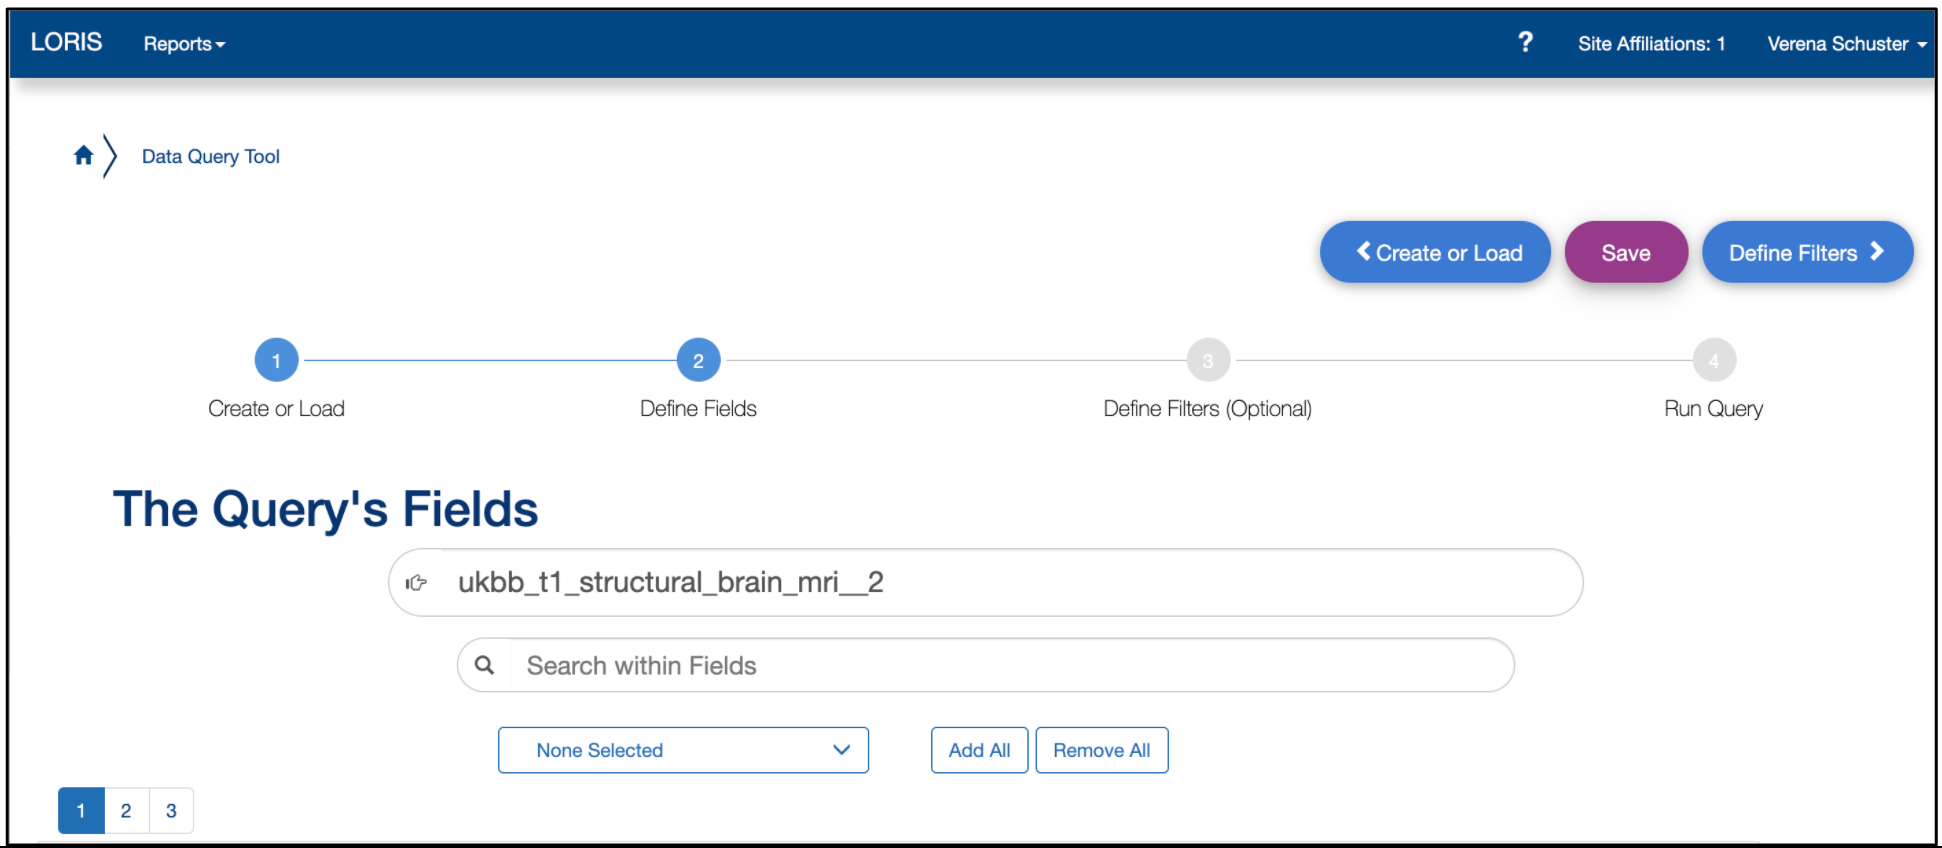 LORIS Reports ? Site Affiliations: 1 Verena Schuster
Data Query Tool
Create or Load Save Define Filters
1 2 3 4
Create or Load Define Fields Define Filters (Optional) Run Query
The Query's Fields
ukbb_t1_structural_brain_mri__2
Search within Fields
None Selected Add All Remove All
1 2 3